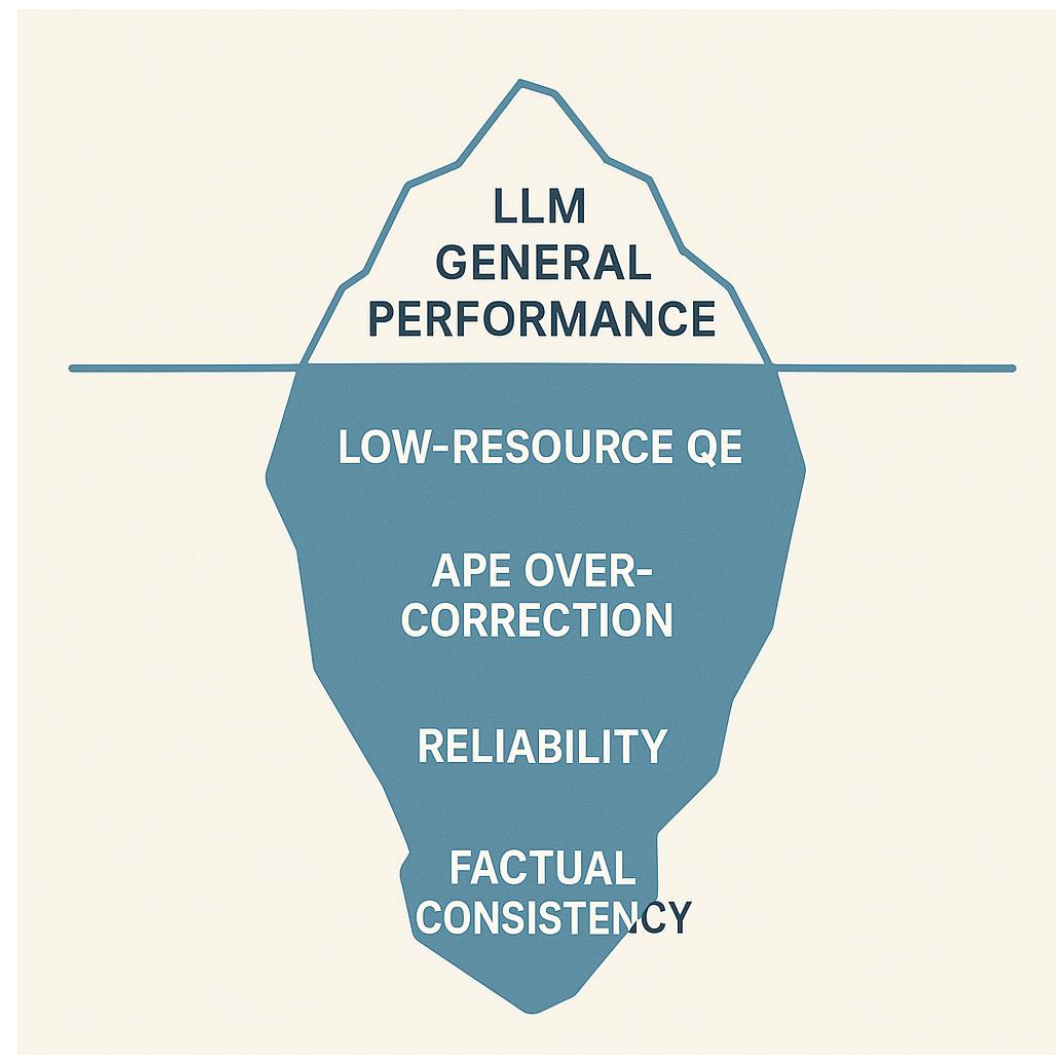 LLM
GENERAL
PERFORMANCE
LOW-RESOURCE QE
APE OVER-
CORRECTION
RELIABILITY
FACTUAL
CONSISTENCY